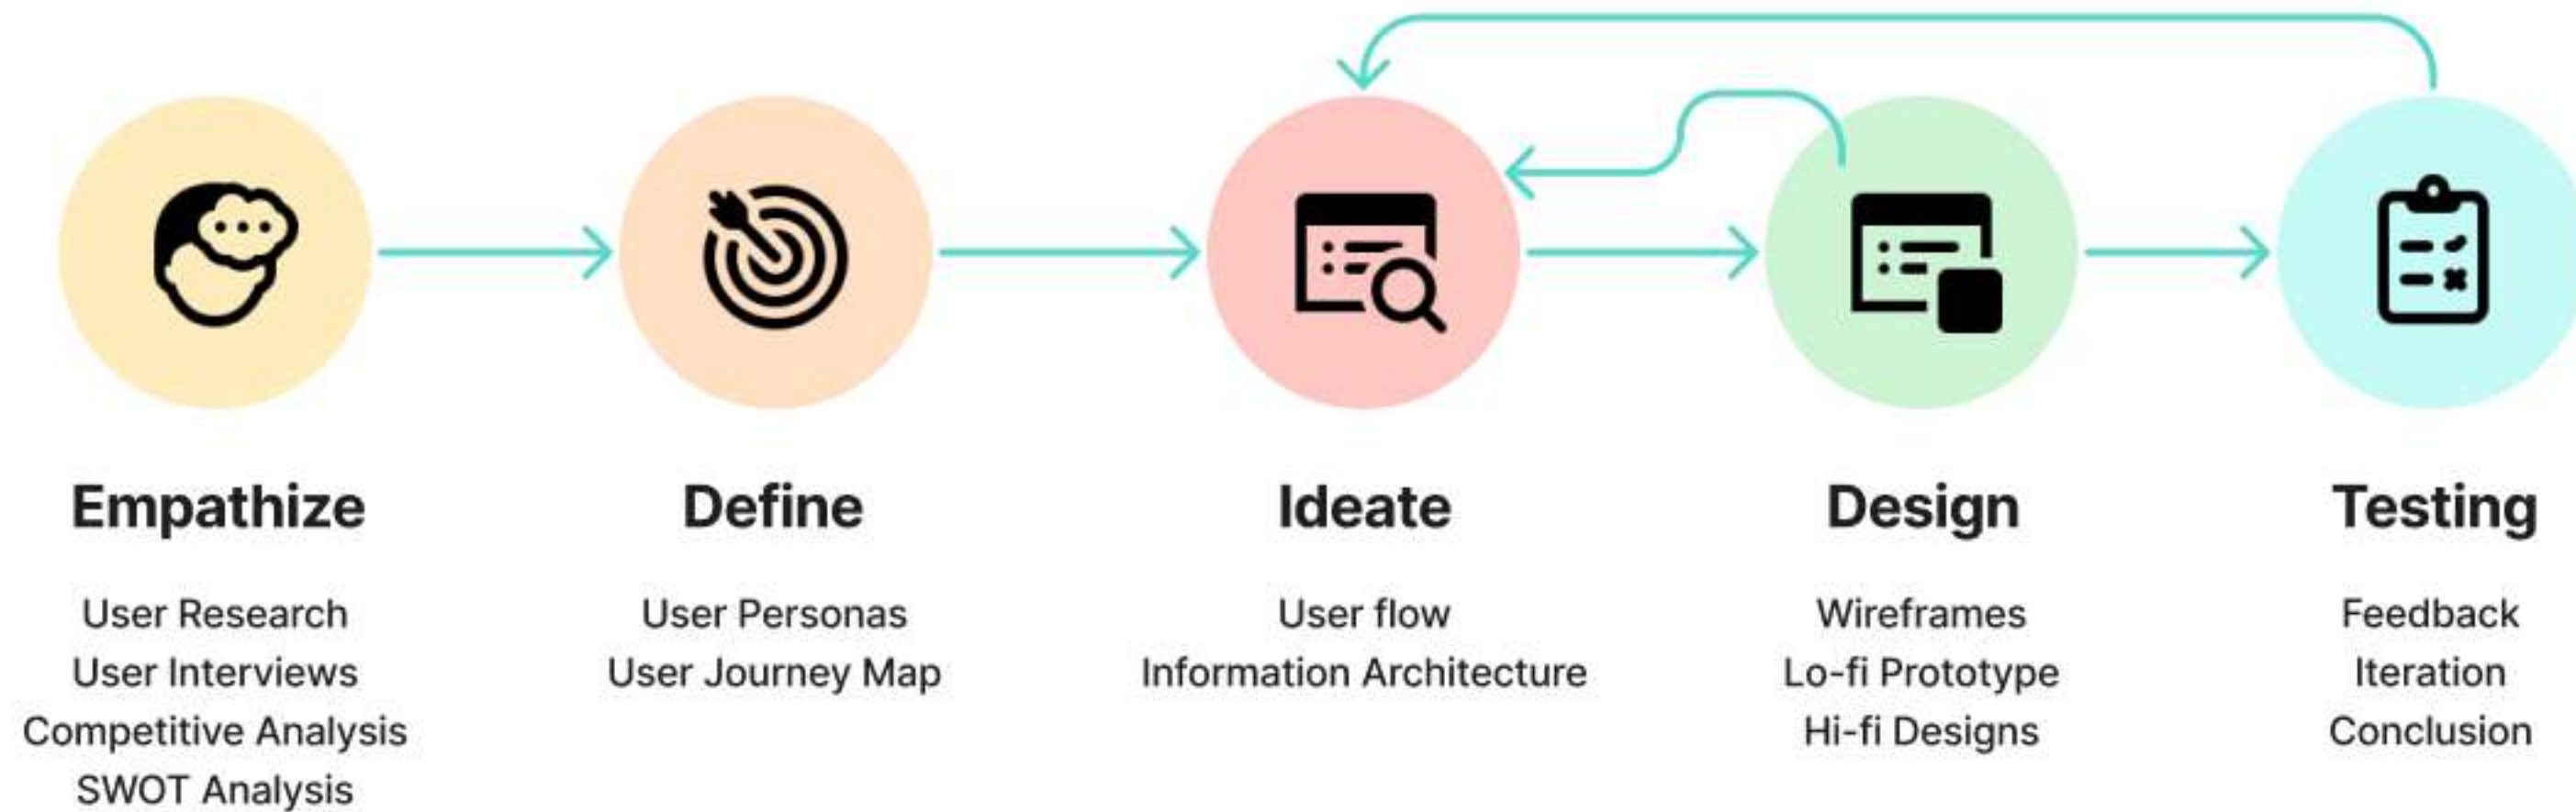 Empathize
User Research
User Interviews
Competitive Analysis
SWOT Analysis
Define
User Personas
User Journey Map
Ideate
User flow
Information Architecture
Design
Wireframes
Lo-fi Prototype
Hi-fi Designs
Testing
Feedback
Iteration
Conclusion